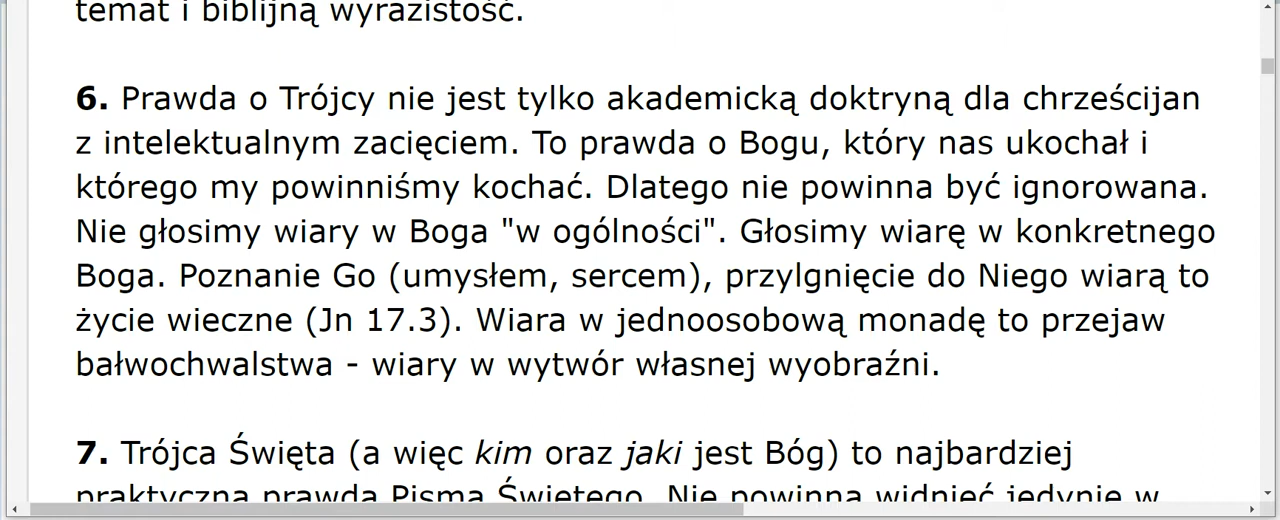 temat i biblijną wyrazistość.
6. Prawda o Trójcy nie jest tylko akademicką doktryną dla chrześcijan
z intelektualnym zacięciem. To prawda o Bogu, który nas ukochał i
którego my powinniśmy kochać. Dlatego nie powinna być ignorowana.
Nie głosimy wiary w Boga "w ogólności". Głosimy wiarę w konkretnego
Boga. Poznanie Go (umysłem, sercem), przylgnięcie do Niego wiarą to
życie wieczne (Jn 17.3). Wiara w jednoosobową monadę to przejaw
bałwochwalstwa - wiary w wytwór własnej wyobraźni.
7. Trójca Święta (a więc kim oraz jaki jest Bóg) to najbardziej
praktyczna prawda Pisma Świętego. Nie powinna widnieć jedynie w